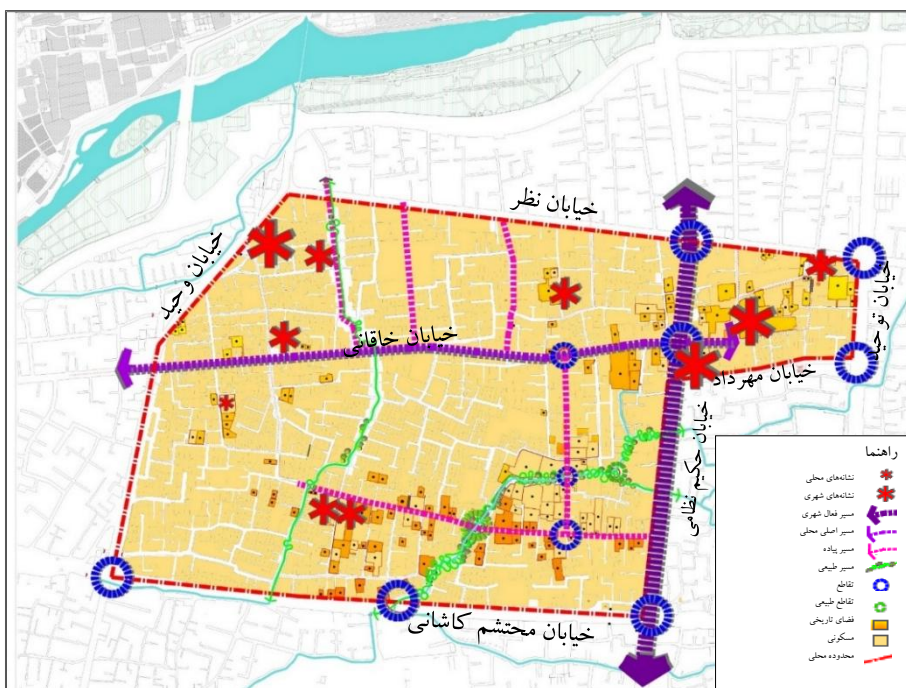 خیابان نظر
خیابان وحید
خیابان توحید
خیابان خاقانی
خیابان مهرداد
خیابان حکیم نظامی
خیابان محتشم کاشانی
راهنما
نشانه‌های محلی
نشانه‌های شهری
مسیر فعال شهری
مسیر اصلی محلی
مسیر پیاده
مسیر طبیعی
تقاطع
تقاطع طبیعی
فضای تاریخی
مسکونی
محدوده محلی